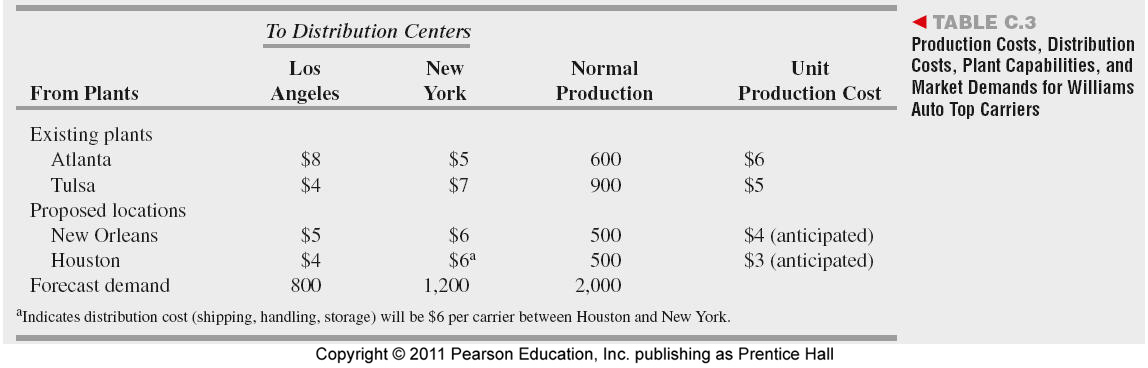 To Distribution Centers
Los New Normal Unit
From Plants Angeles York Production Production Cost
Existing plants
Atlanta $8 $5 600 $6
Tulsa $4 $7 900 $5
Proposed locations
New Orleans $5 $6 500 $4 (anticipated)
Houston $4 $6ᵃ 500 $3 (anticipated)
Forecast demand 800 1,200 2,000
ᵃIndicates distribution cost (shipping, handling, storage) will be $6 per carrier between Houston and New York.
◀ TABLE C.3
Production Costs, Distribution
Costs, Plant Capabilities, and
Market Demands for Williams
Auto Top Carriers
Copyright © 2011 Pearson Education, Inc. publishing as Prentice Hall